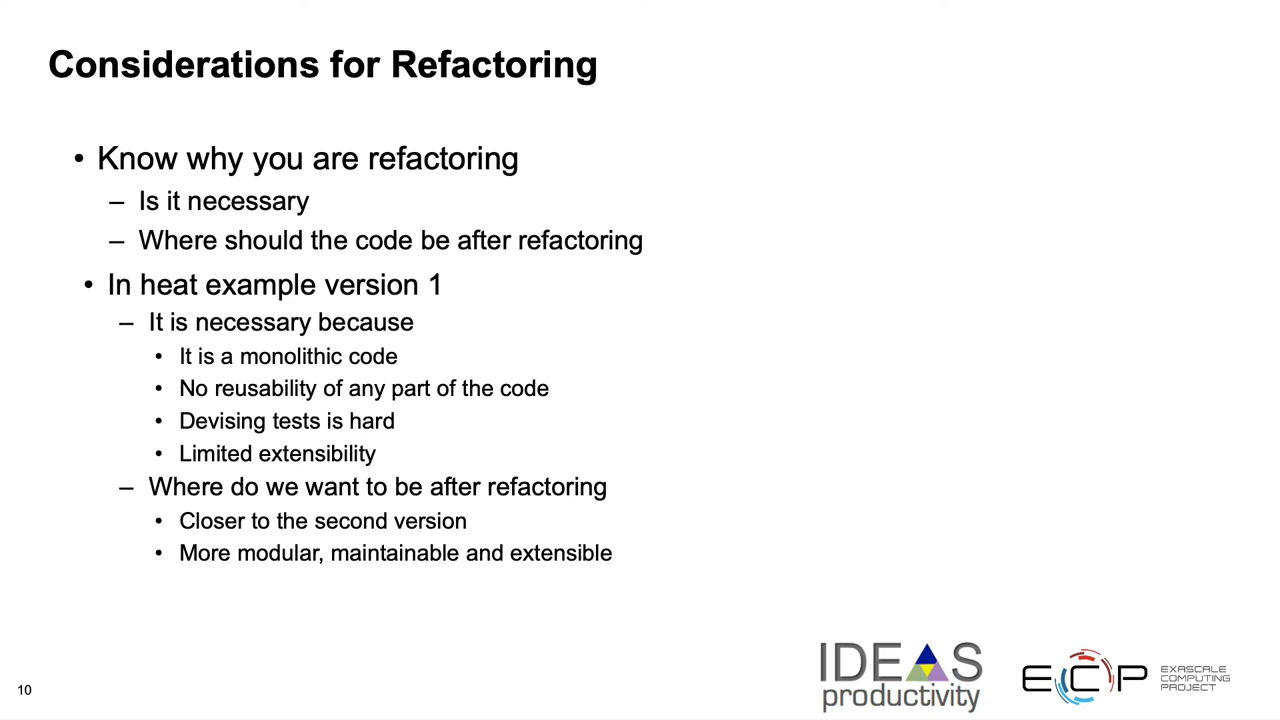 Considerations for Refactoring
• Know why you are refactoring
– Is it necessary
– Where should the code be after refactoring
• In heat example version 1
– It is necessary because
• It is a monolithic code
• No reusability of any part of the code
• Devising tests is hard
• Limited extensibility
– Where do we want to be after refactoring
• Closer to the second version
• More modular, maintainable and extensible
10
IDEAS
productivity
ECP
EXASCALE
COMPUTING
PROJECT